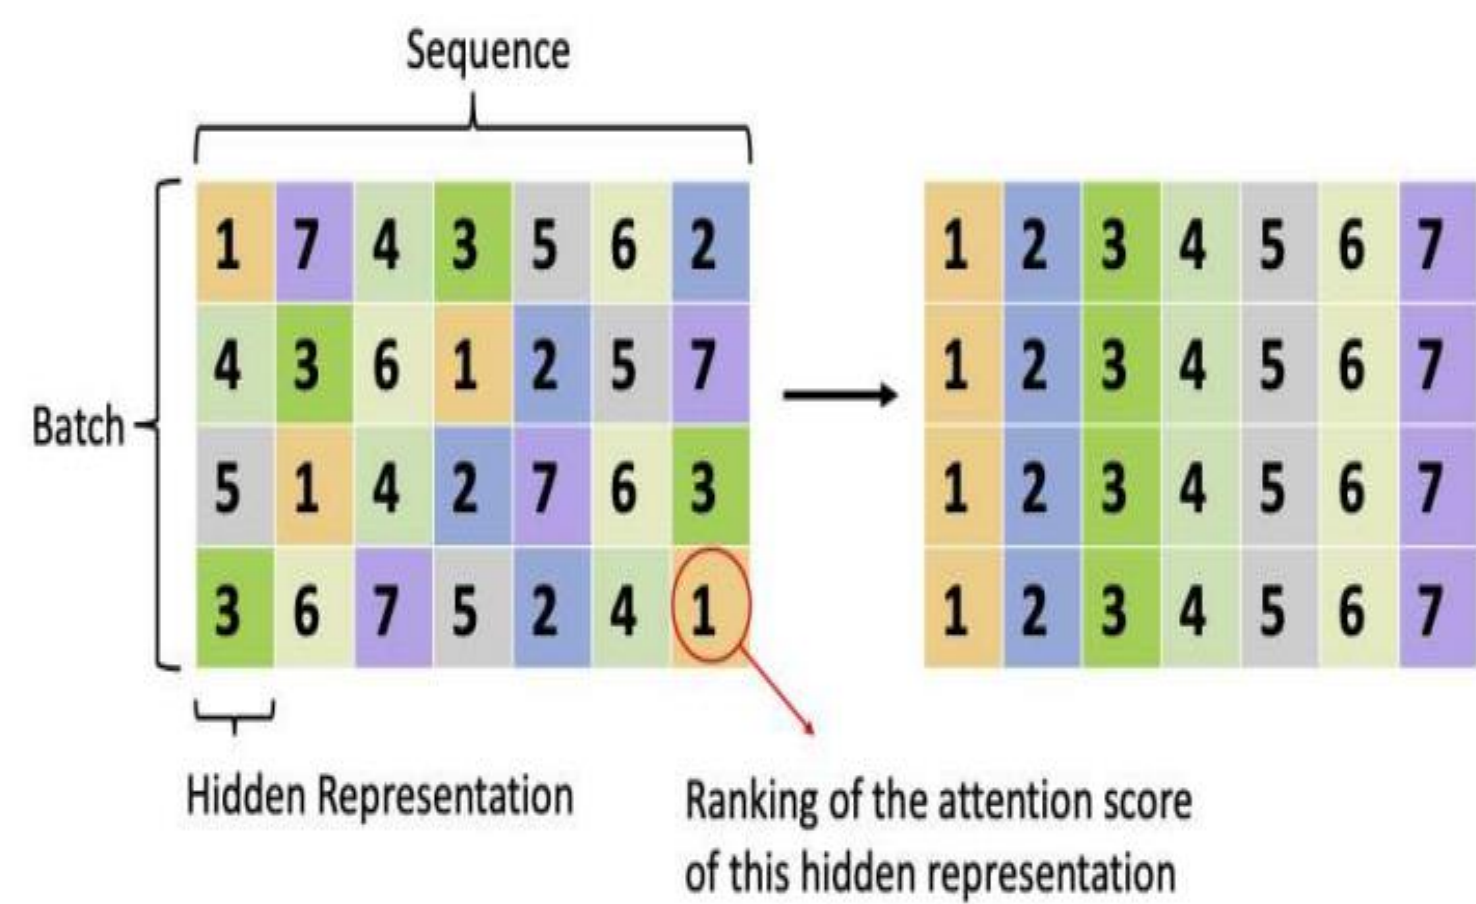 Sequence
1 7 4 3 5 6 2 1 2 3 4 5 6 7
4 3 6 1 2 5 7 1 2 3 4 5 6 7
Batch
5 1 4 2 7 6 3 1 2 3 4 5 6 7
3 6 7 5 2 4 1 1 2 3 4 5 6 7
Hidden Representation
Ranking of the attention score
of this hidden representation